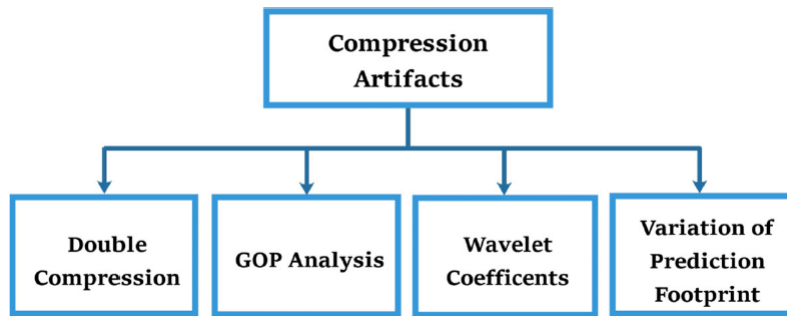 Compression
Artifacts
Double
Compression
GOP Analysis
Wavelet
Coefficents
Variation of
Prediction
Footprint